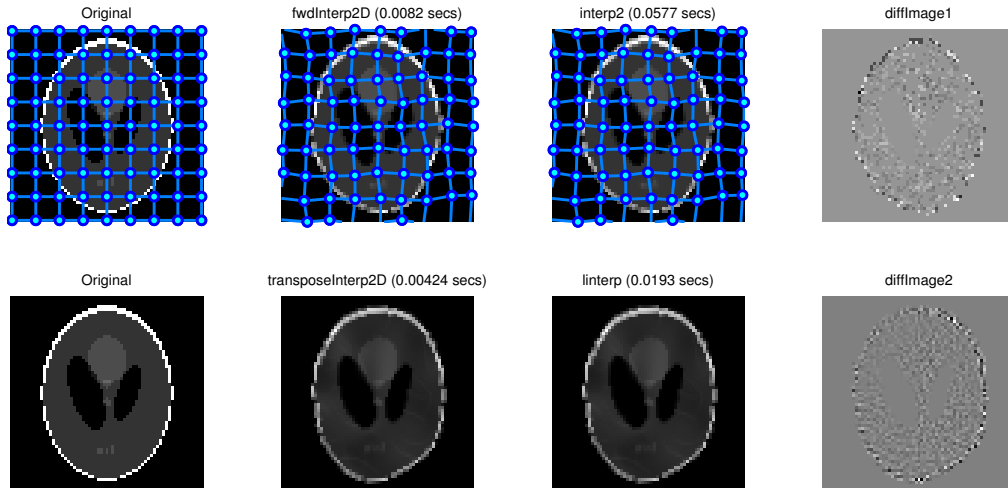 Original
fwdInterp2D (0.0082 secs)
interp2 (0.0577 secs)
diffImage1
Original
transposeInterp2D (0.00424 secs)
linterp (0.0193 secs)
diffImage2